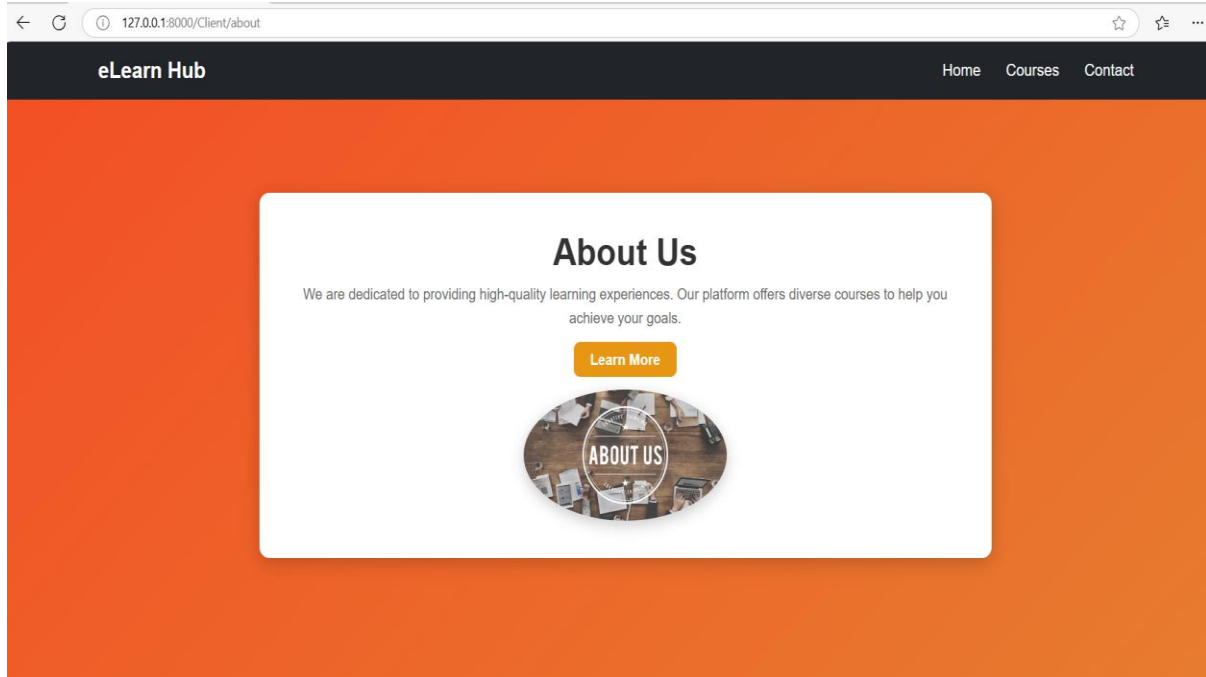 127.0.0.1:8000/Client/about
eLearn Hub
Home Courses Contact
About Us
We are dedicated to providing high-quality learning experiences. Our platform offers diverse courses to help you
achieve your goals.
Learn More
ABOUT US